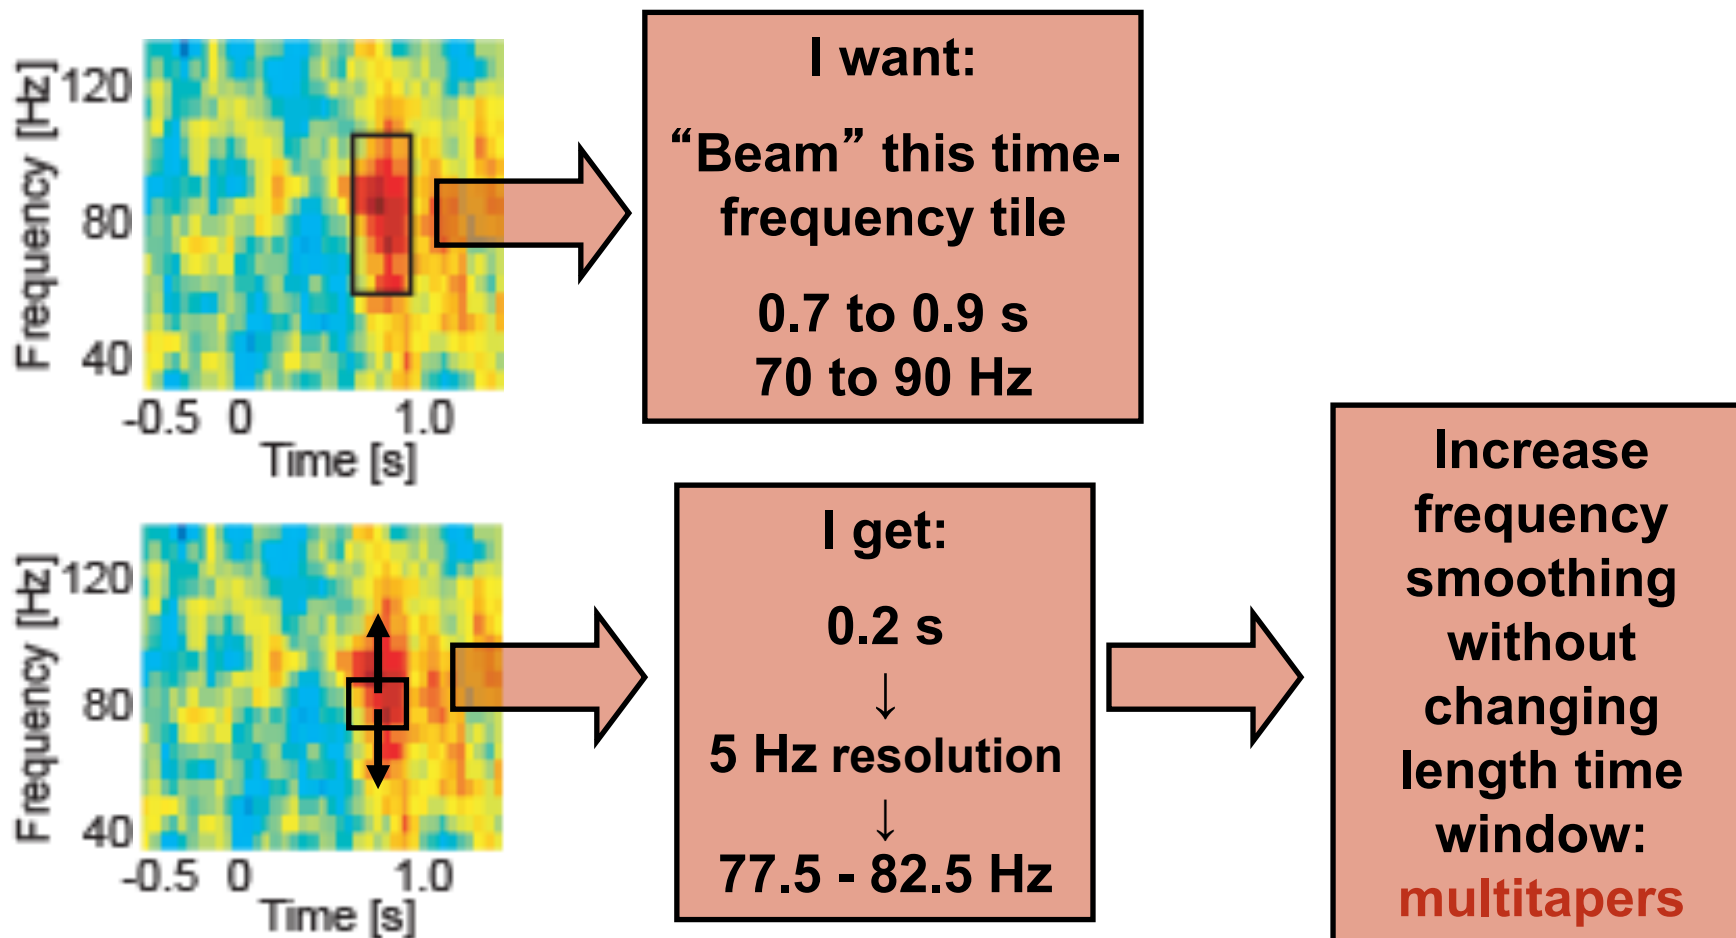 Frequency [Hz]
120
80
40
-0.5 0 1.0
Time [s]
I want:
“Beam” this time-
frequency tile
0.7 to 0.9 s
70 to 90 Hz
Frequency [Hz]
120
80
40
-0.5 0 1.0
Time [s]
I get:
0.2 s
↓
5 Hz resolution
↓
77.5 - 82.5 Hz
Increase
frequency
smoothing
without
changing
length time
window:
multitapers